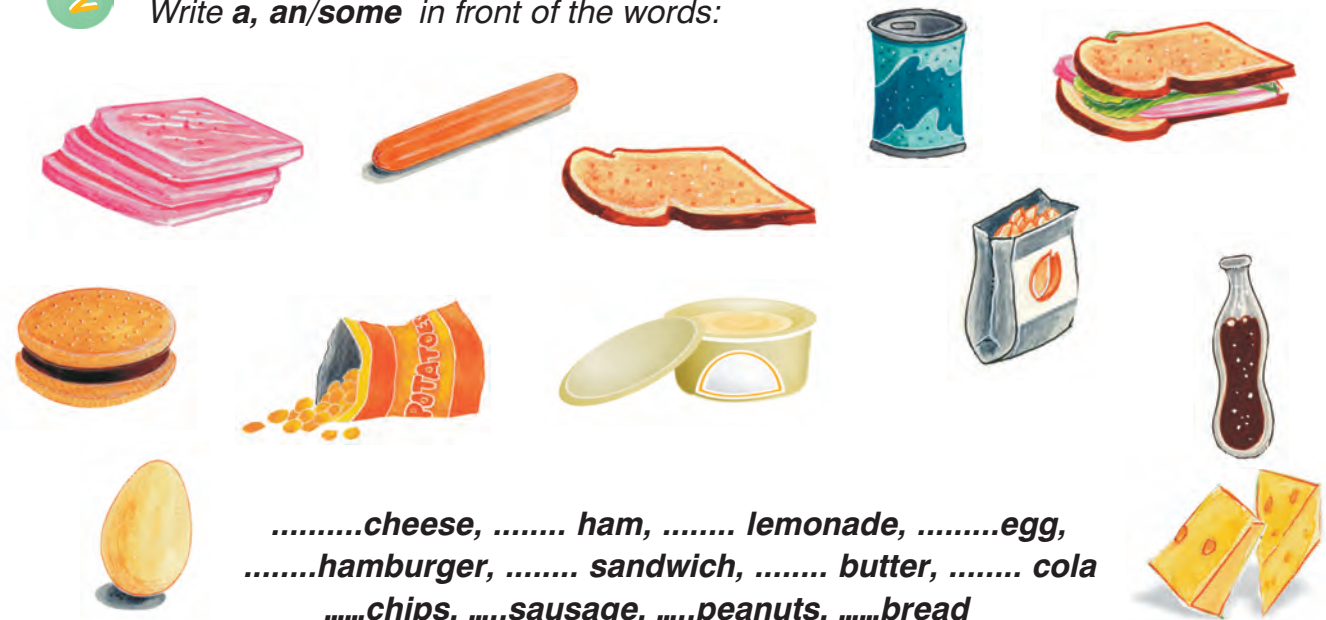 2
Write a, an/some in front of the words:
POTATOES
..........cheese, ........ ham, ........ lemonade, .........egg,
........hamburger, ........ sandwich, ........ butter, ........ cola
......chips, .....sausage, .....peanuts, ......bread